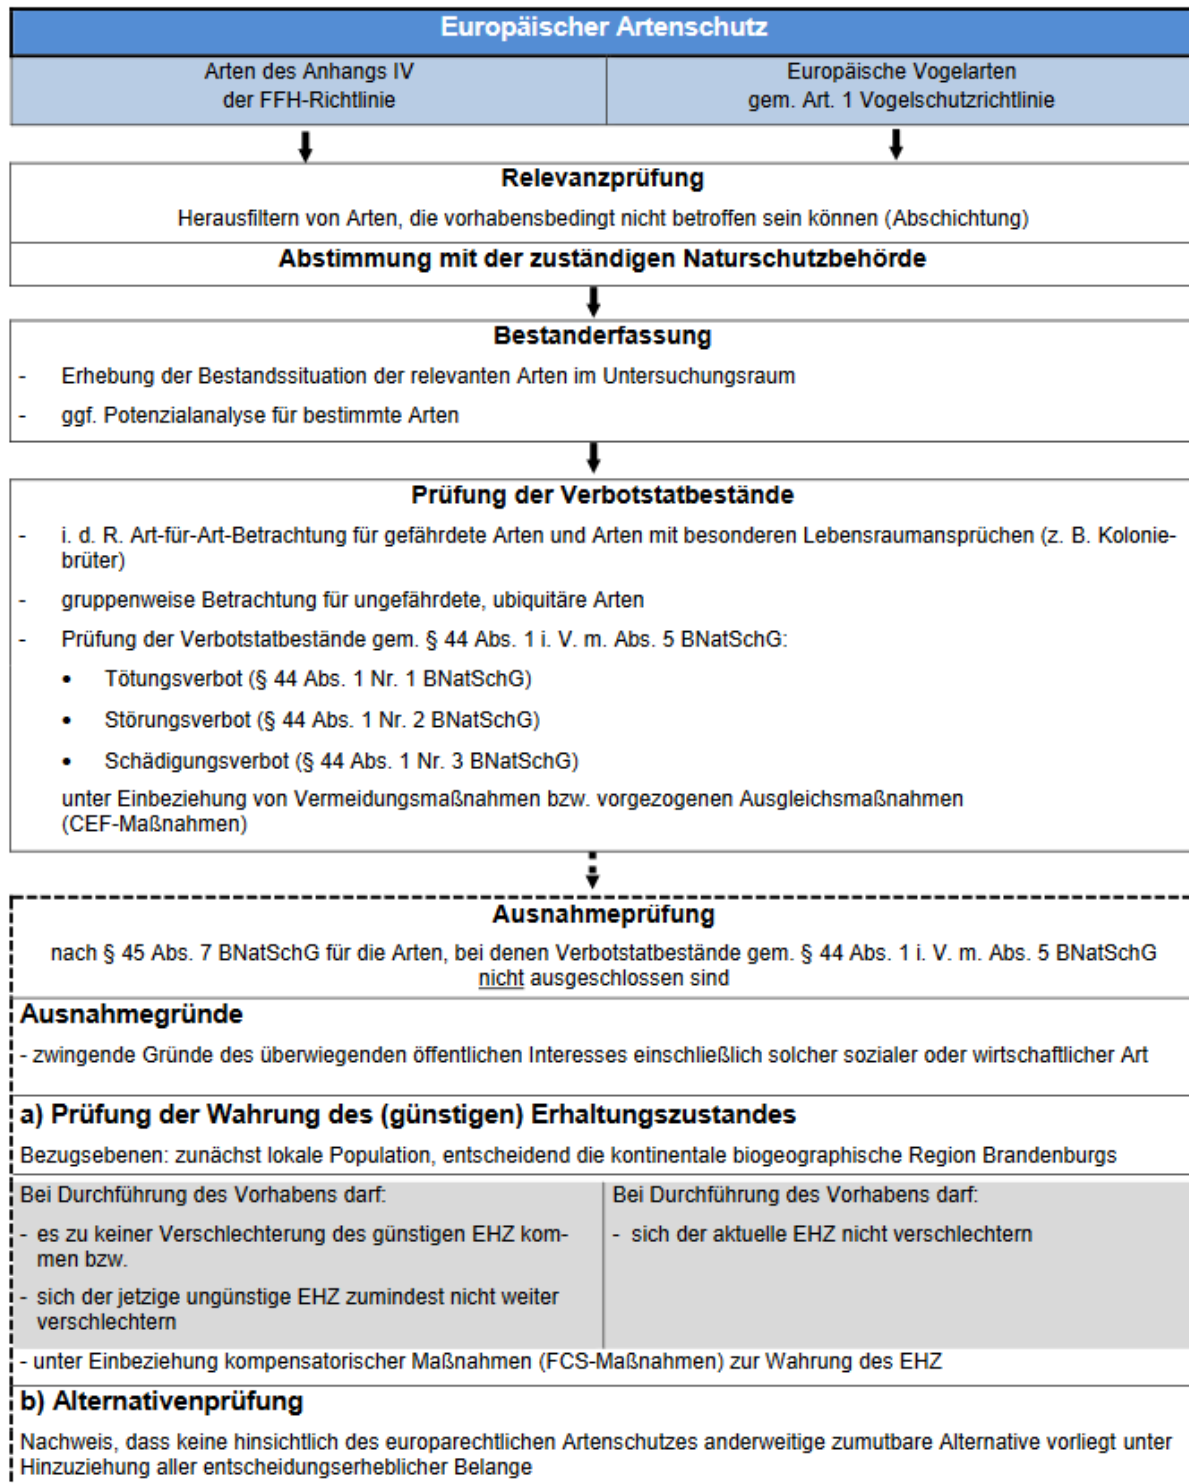 Europäischer Artenschutz
Arten des Anhangs IV
der FFH-Richtlinie
Europäische Vogelarten
gem. Art. 1 Vogelschutzrichtlinie
Relevanzprüfung
Herausfiltern von Arten, die vorhabensbedingt nicht betroffen sein können (Abschichtung)
Abstimmung mit der zuständigen Naturschutzbehörde
Bestanderfassung
- Erhebung der Bestandssituation der relevanten Arten im Untersuchungsraum
- ggf. Potenzialanalyse für bestimmte Arten
Prüfung der Verbotstatbestände
- i. d. R. Art-für-Art-Betrachtung für gefährdete Arten und Arten mit besonderen Lebensraumansprüchen (z. B. Kolonie-
brüter)
- gruppenweise Betrachtung für ungefährdete, ubiquitäre Arten
- Prüfung der Verbotstatbestände gem. § 44 Abs. 1 i. V. m. Abs. 5 BNatSchG:
• Tötungsverbot (§ 44 Abs. 1 Nr. 1 BNatSchG)
• Störungsverbot (§ 44 Abs. 1 Nr. 2 BNatSchG)
• Schädigungsverbot (§ 44 Abs. 1 Nr. 3 BNatSchG)
unter Einbeziehung von Vermeidungsmaßnahmen bzw. vorgezogenen Ausgleichsmaßnahmen
(CEF-Maßnahmen)
Ausnahmeprüfung
nach § 45 Abs. 7 BNatSchG für die Arten, bei denen Verbotstatbestände gem. § 44 Abs. 1 i. V. m. Abs. 5 BNatSchG
nicht ausgeschlossen sind
Ausnahmegründe
- zwingende Gründe des überwiegenden öffentlichen Interesses einschließlich solcher sozialer oder wirtschaftlicher Art
a) Prüfung der Wahrung des (günstigen) Erhaltungszustandes
Bezugsebenen: zunächst lokale Population, entscheidend die kontinentale biogeographische Region Brandenburgs
Bei Durchführung des Vorhabens darf:
- es zu keiner Verschlechterung des günstigen EHZ kom-
men bzw.
- sich der jetzige ungünstige EHZ zumindest nicht weiter
verschlechtern
Bei Durchführung des Vorhabens darf:
- sich der aktuelle EHZ nicht verschlechtern
- unter Einbeziehung kompensatorischer Maßnahmen (FCS-Maßnahmen) zur Wahrung des EHZ
b) Alternativenprüfung
Nachweis, dass keine hinsichtlich des europarechtlichen Artenschutzes anderweitige zumutbare Alternative vorliegt unter
Hinzuziehung aller entscheidungserheblicher Belange